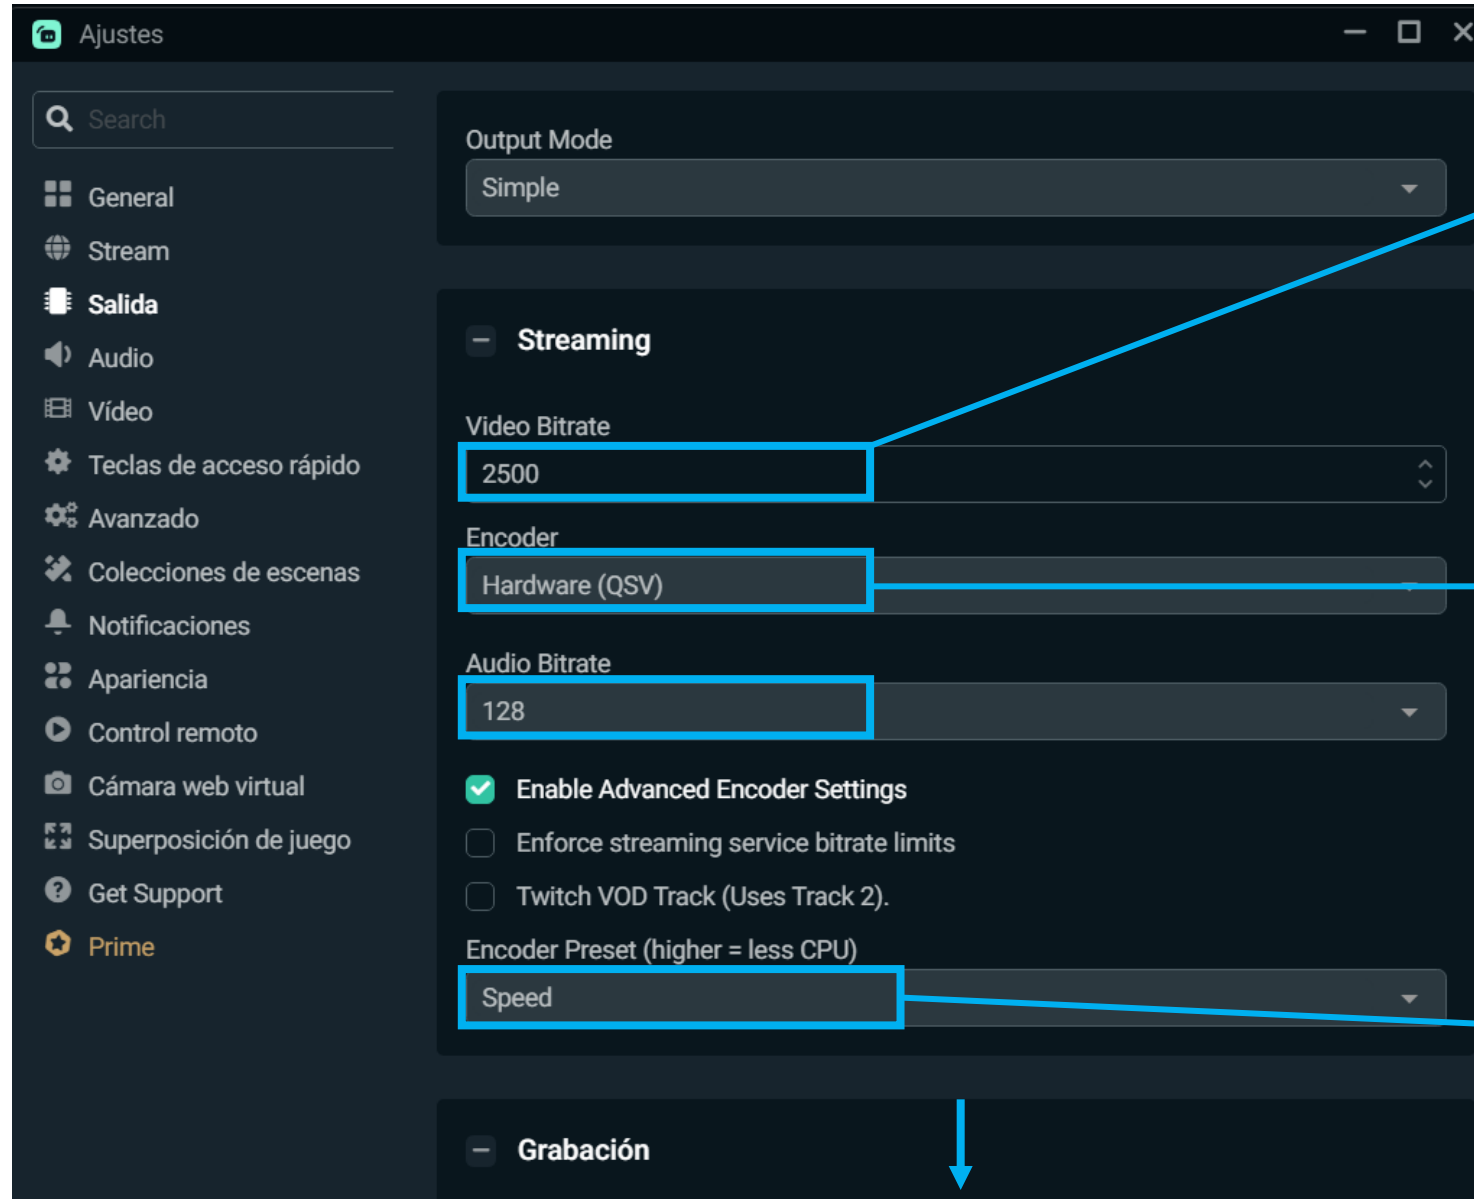 Ajustes
Search
General
Stream
Salida
Audio
Vídeo
Teclas de acceso rápido
Avanzado
Colecciones de escenas
Notificaciones
Apariencia
Control remoto
Cámara web virtual
Superposición de juego
Get Support
Prime
Output Mode
Simple
Streaming
Video Bitrate
2500
Encoder
Hardware (QSV)
Audio Bitrate
128
Enable Advanced Encoder Settings
Enforce streaming service bitrate limits
Twitch VOD Track (Uses Track 2).
Encoder Preset (higher = less CPU)
Speed
Grabación